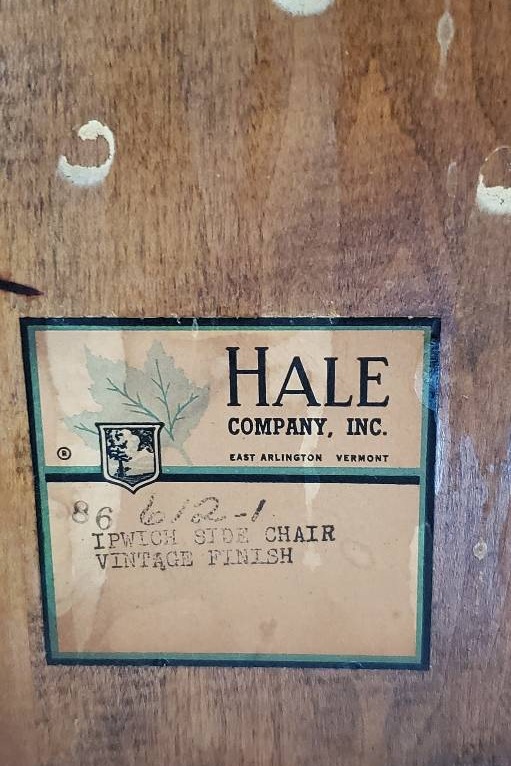 HALE
COMPANY, INC.
EAST ARLINGTON VERMONT
®
86 612-1
IPWICH SIDE CHAIR
VINTAGE FINISH